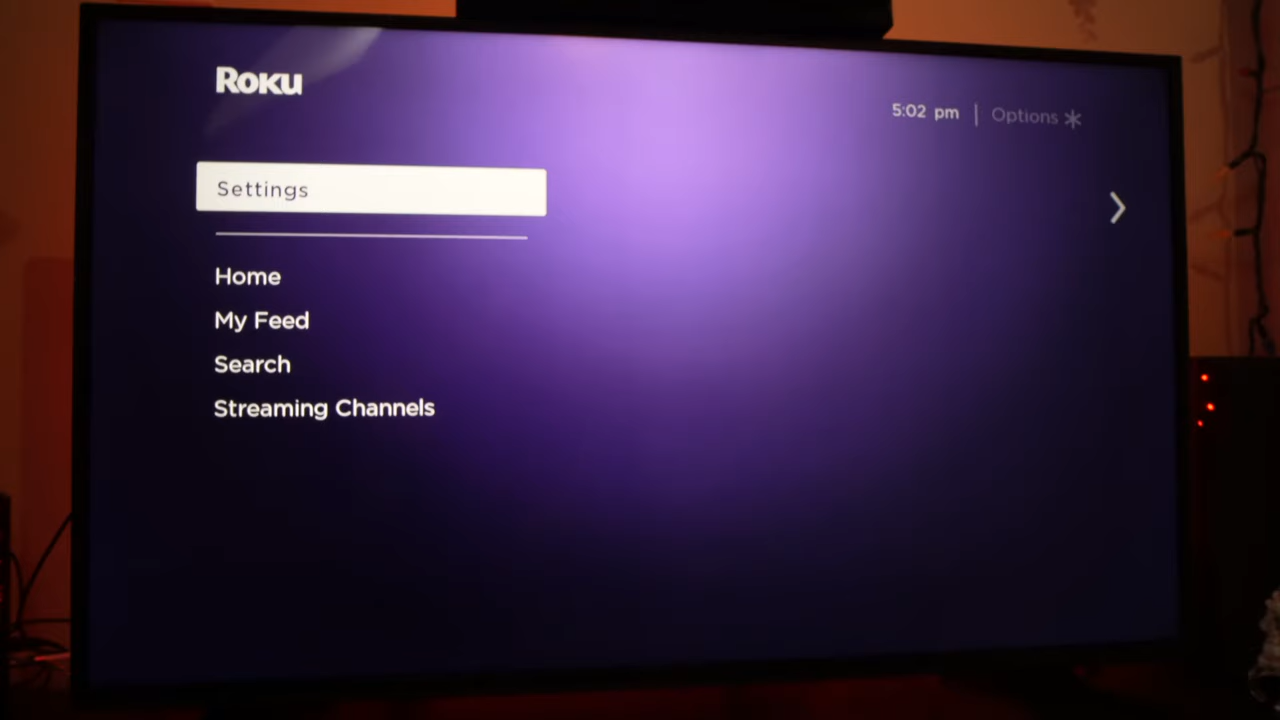 Roku
5:02 pm | Options
Settings
Home
My Feed
Search
Streaming Channels